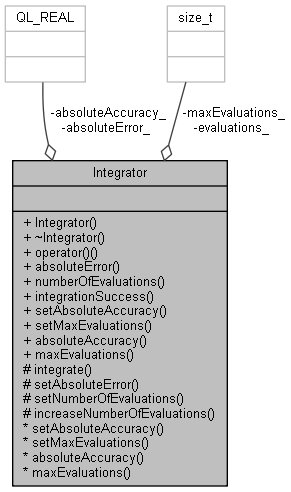 QL_REAL
size_t
-absoluteAccuracy_
-absoluteError_
-maxEvaluations_
-evaluations_
Integrator
+ Integrator()
+ ~Integrator()
+ operator()()
+ absoluteError()
+ numberOfEvaluations()
+ integrationSuccess()
+ setAbsoluteAccuracy()
+ setMaxEvaluations()
+ absoluteAccuracy()
+ maxEvaluations()
# integrate()
# setAbsoluteError()
# setNumberOfEvaluations()
# increaseNumberOfEvaluations()
* setAbsoluteAccuracy()
* setMaxEvaluations()
* absoluteAccuracy()
* maxEvaluations()